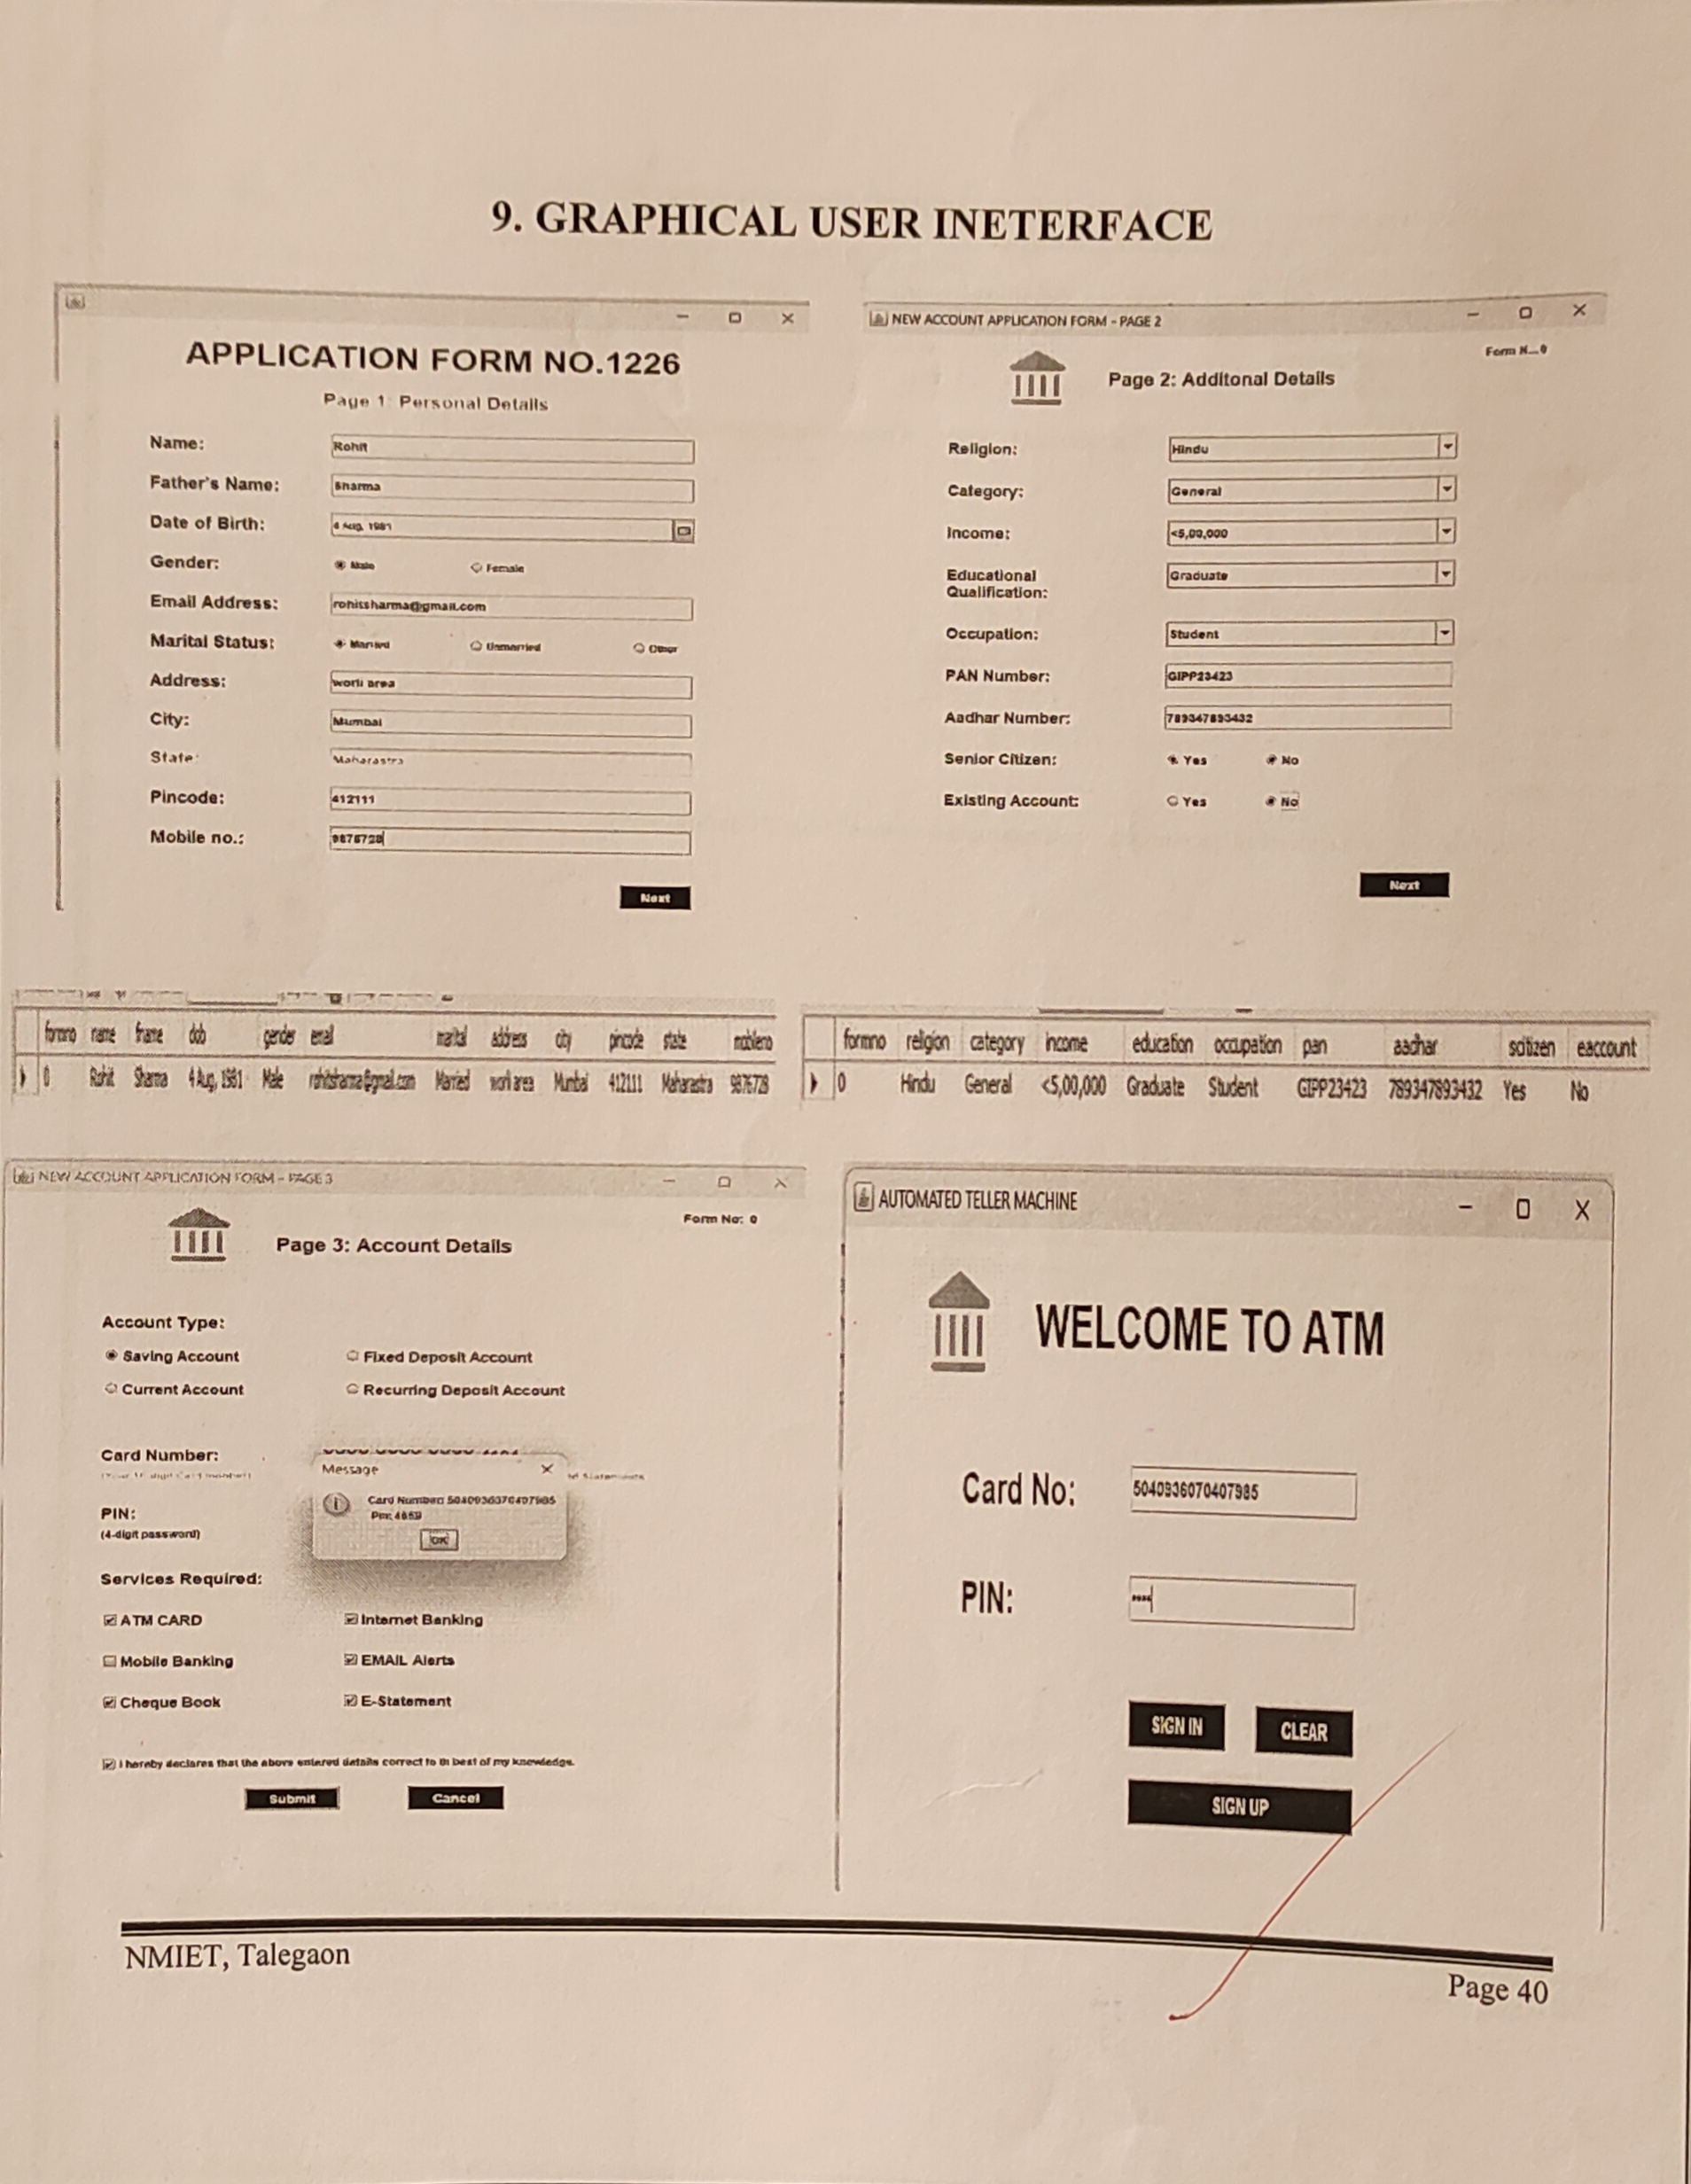 9. GRAPHICAL USER INETERFACE
APPLICATION FORM NO.1226
Page 1: Personal Details
Name: Rohit
Father's Name: Sharma
Date of Birth: 4 Aug, 1981
Gender: Male Female
Email Address: rohitsharma@gmail.com
Marital Status: Married Unmarried Other
Address: worli area
City: Mumbai
State: Maharastra
Pincode: 412111
Mobile no.: 9876728
Next
NEW ACCOUNT APPLICATION FORM - PAGE 2
Form N...0
Page 2: Additonal Details
Religion: Hindu
Category: General
Income: <5,00,000
Educational
Qualification: Graduate
Occupation: Student
PAN Number: GIPP23423
Aadhar Number: 789347893432
Senior Citizen: Yes No
Existing Account: Yes No
Next
formno name fname dob gender email marital address city pincode state mobileno
0 Rohit Sharma 4 Aug, 1981 Male rohitsharma@gmail.com Married worli area Mumbai 412111 Maharastra 9876728
formno religion category income education occupation pan aadhar scitizen eaccount
0 Hindu General <5,00,000 Graduate Student GIPP23423 789347893432 Yes No
NEW ACCOUNT APPLICATION FORM - PAGE 3
Form No: 0
Page 3: Account Details
Account Type:
Saving Account Fixed Deposit Account
Current Account Recurring Deposit Account
Card Number:
(Your 16-digit Card number)
Message
Card Number: 5040936070407985
Pin:
OK
PIN:
(4-digit password)
Services Required:
ATM CARD Internet Banking
Mobile Banking EMAIL Alerts
Cheque Book E-Statement
I hereby declares that the above entered details correct to th best of my knowledge.
Submit Cancel
AUTOMATED TELLER MACHINE
WELCOME TO ATM
Card No: 5040936070407985
PIN: ****
SIGN IN CLEAR
SIGN UP
NMIET, Talegaon
Page 40